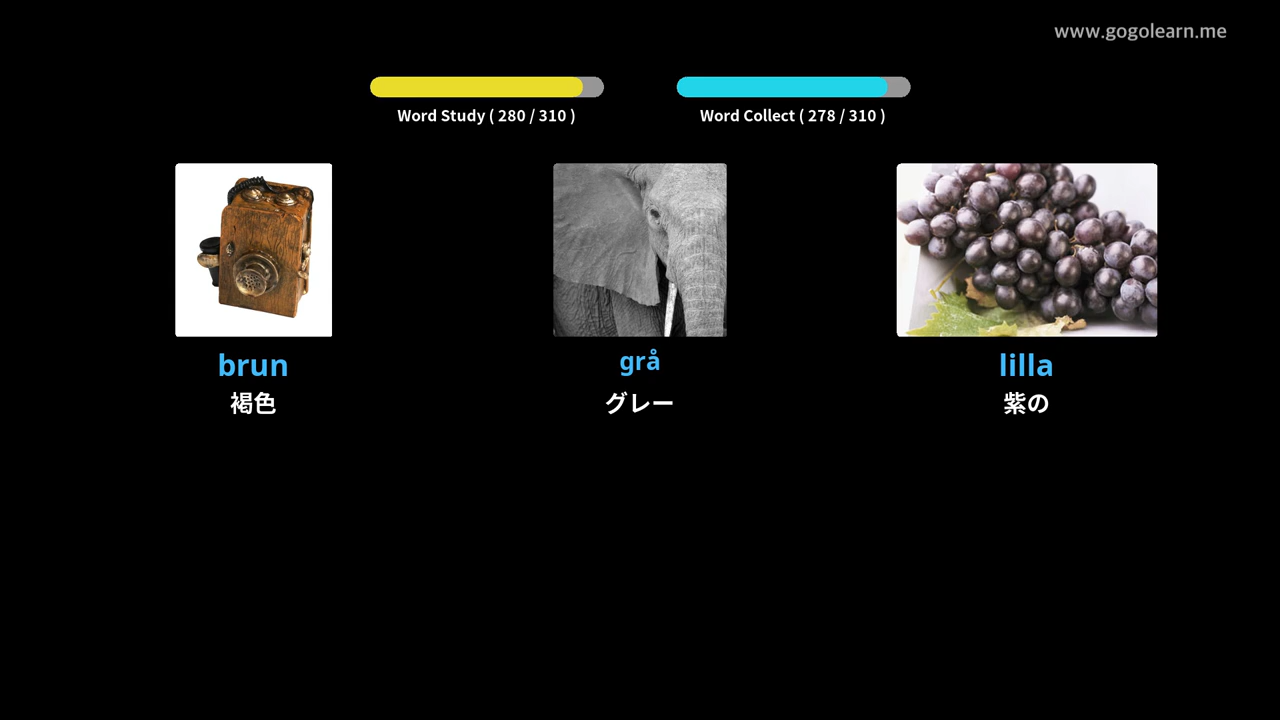 www.gogolearn.me
Word Study ( 280 / 310 )
Word Collect ( 278 / 310 )
brun
grå
lilla
褐色
グレー
紫の